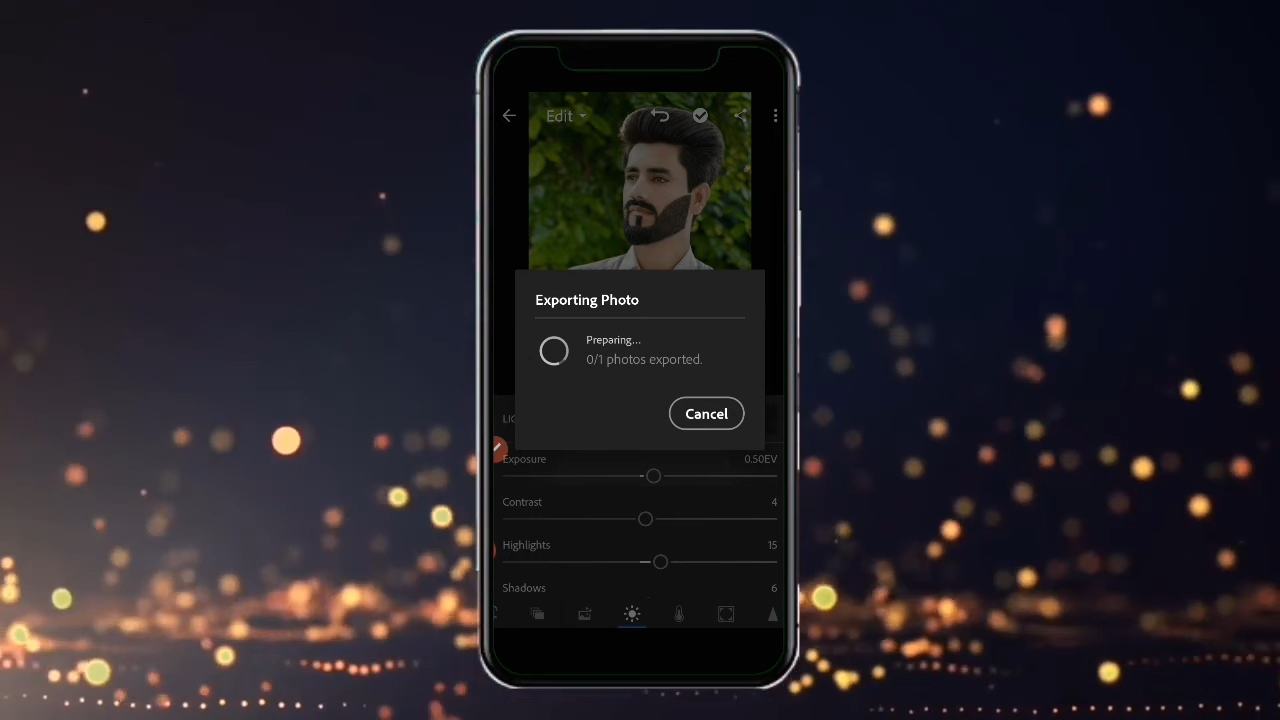 Edit
Exporting Photo
Preparing...
0/1 photos exported.
Cancel
Exposure 0.50EV
Contrast 4
Highlights 15
Shadows 6